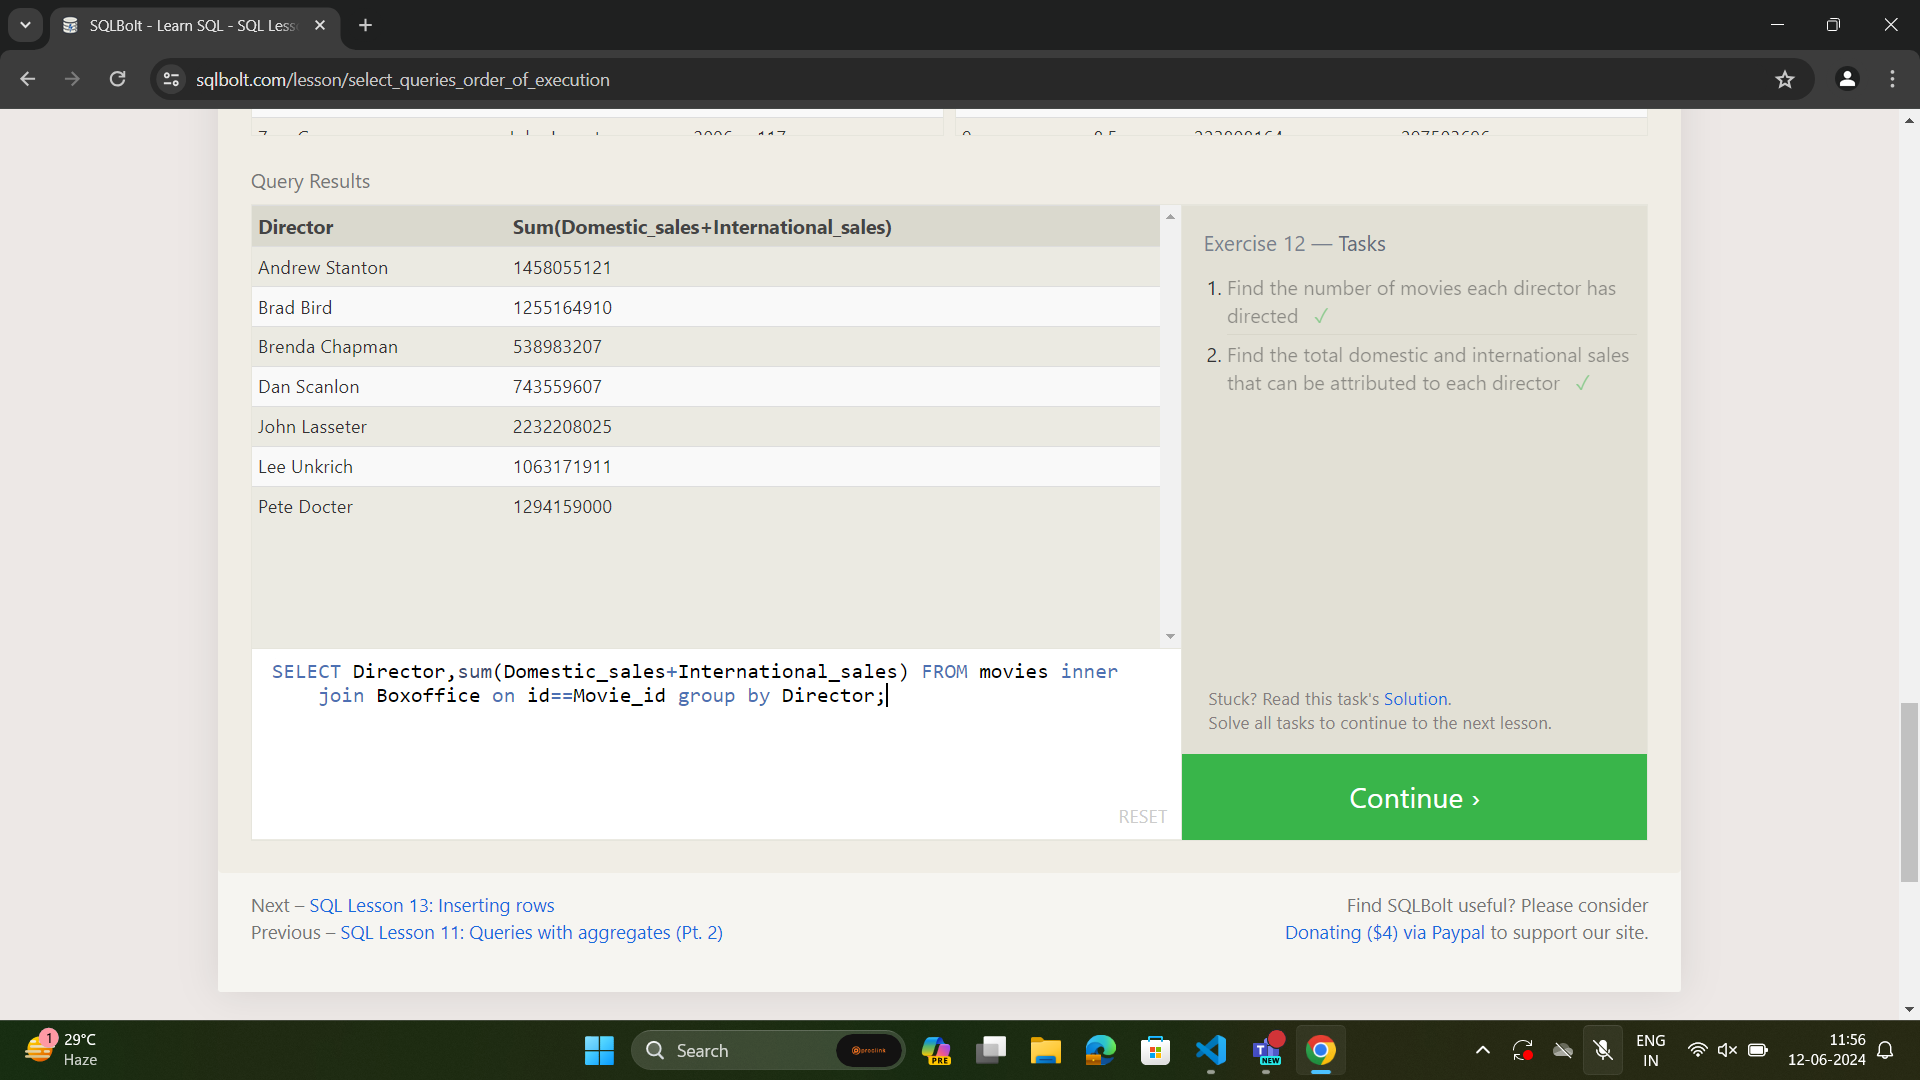 SQLBolt - Learn SQL - SQL Less
sqlbolt.com/lesson/select_queries_order_of_execution
2006 117
Query Results
Director Sum(Domestic_sales+International_sales)
Andrew Stanton 1458055121
Brad Bird 1255164910
Brenda Chapman 538983207
Dan Scanlon 743559607
John Lasseter 2232208025
Lee Unkrich 1063171911
Pete Docter 1294159000
SELECT Director,sum(Domestic_sales+International_sales) FROM movies inner
join Boxoffice on id==Movie_id group by Director;
RESET
Exercise 12 — Tasks
1. Find the number of movies each director has
directed ✓
2. Find the total domestic and international sales
that can be attributed to each director ✓
Stuck? Read this task's Solution.
Solve all tasks to continue to the next lesson.
Continue ›
Next – SQL Lesson 13: Inserting rows
Previous – SQL Lesson 11: Queries with aggregates (Pt. 2)
Find SQLBolt useful? Please consider
Donating ($4) via Paypal to support our site.
1
29°C
Haze
Search
proclink
PRE
NEW
ENG
IN
11:56
12-06-2024